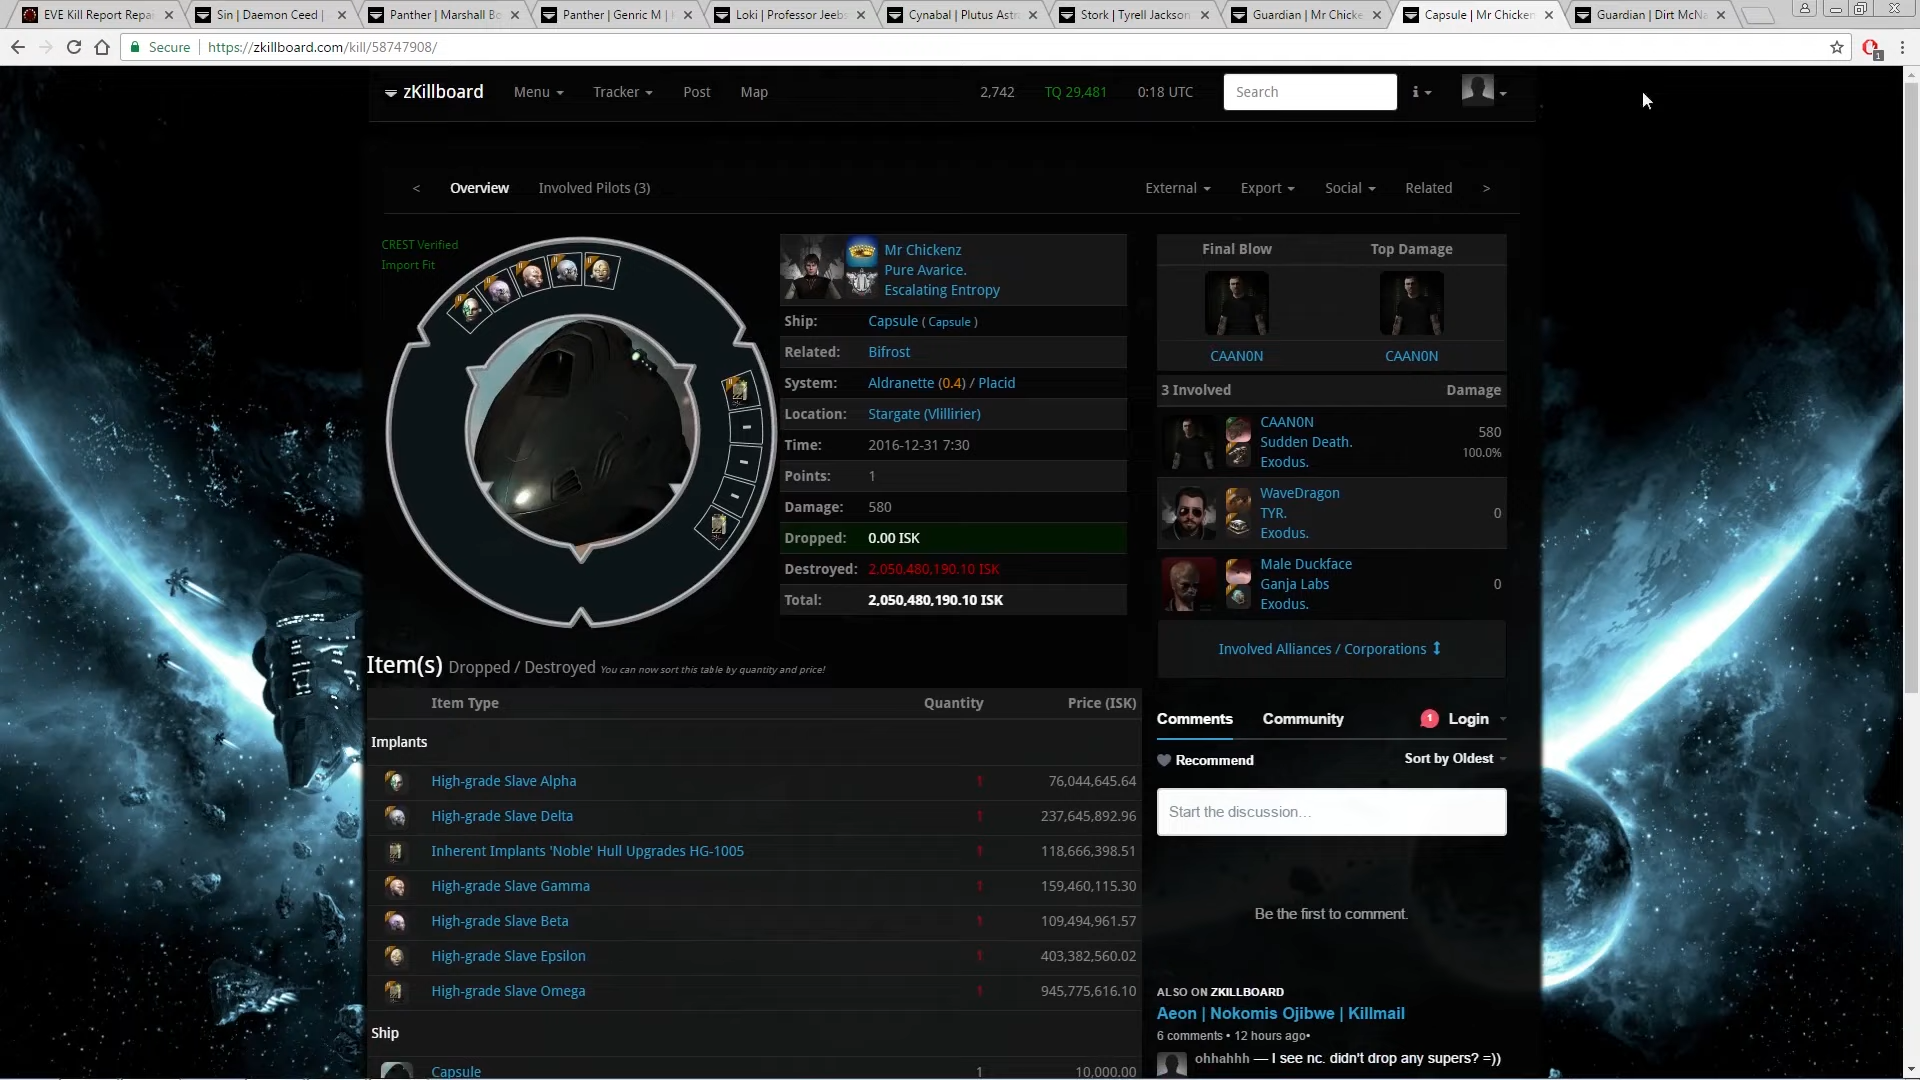 EVE Kill Report Repa
Sin | Daemon Ceed |
Panther | Marshall Bo
Panther | Genric M | K
Loki | Professor Jeebs
Cynabal | Plutus Astr
Stork | Tyrell Jackson
Guardian | Mr Chicke
Capsule | Mr Chicken
Guardian | Dirt McNa
Secure https://zkillboard.com/kill/58747908/
1
zKillboard Menu Tracker Post Map 2,742 TQ 29,481 0:18 UTC Search
< Overview Involved Pilots (3) External Export Social Related >
CREST Verified
Import Fit
Mr Chickenz
Pure Avarice.
Escalating Entropy
Ship: Capsule ( Capsule )
Related: Bifrost
System: Aldranette (0.4) / Placid
Location: Stargate (Vlillirier)
Time: 2016-12-31 7:30
Points: 1
Damage: 580
Dropped: 0.00 ISK
Destroyed: 2,050,480,190.10 ISK
Total: 2,050,480,190.10 ISK
Final Blow Top Damage
CAAN0N CAAN0N
3 Involved Damage
CAAN0N 580
Sudden Death. 100.0%
Exodus.
WaveDragon
TYR. 0
Exodus.
Male Duckface
Ganja Labs 0
Exodus.
Involved Alliances / Corporations
Item(s) Dropped / Destroyed You can now sort this table by quantity and price!
Item Type Quantity Price (ISK)
Implants
High-grade Slave Alpha 1 76,044,645.64
High-grade Slave Delta 1 237,645,892.96
Inherent Implants 'Noble' Hull Upgrades HG-1005 1 118,666,398.51
High-grade Slave Gamma 1 159,460,115.30
High-grade Slave Beta 1 109,494,961.57
High-grade Slave Epsilon 1 403,382,560.02
High-grade Slave Omega 1 945,775,616.10
Ship
Capsule 1 10,000.00
Comments Community 1 Login
Recommend Sort by Oldest
Start the discussion…
Be the first to comment.
ALSO ON ZKILLBOARD
Aeon | Nokomis Ojibwe | Killmail
6 comments • 12 hours ago•
ohhahhh — I see nc. didn't drop any supers? =))